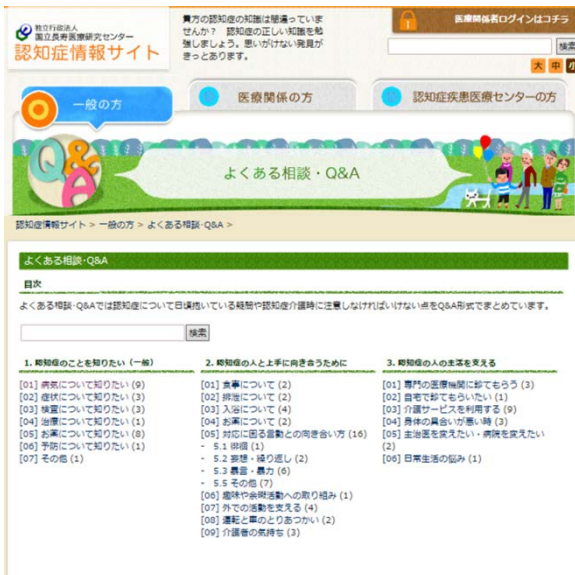 独立行政法人
国立長寿医療研究センター
認知症情報サイト
貴方の認知症の知識は間違っていま
せんか？ 認知症の正しい知識を勉
強しましょう。思いがけない発見が
きっとあります。
医療関係者ログインはコチラ
検索
大 中 小
一般の方
医療関係の方
認知症疾患医療センターの方
Q&A
よくある相談・Q&A
認知症情報サイト > 一般の方 > よくある相談・Q&A >
よくある相談・Q&A
目次
よくある相談・Q&Aでは認知症について日頃抱いている疑問や認知症介護時に注意しなければいけない点をQ&A形式でまとめています。
検索
1. 認知症のことを知りたい（一般）
[01] 病気について知りたい (9)
[02] 症状について知りたい (3)
[03] 検査について知りたい (3)
[04] 治療について知りたい (1)
[05] お薬について知りたい (8)
[06] 予防について知りたい (1)
[07] その他 (1)
2. 認知症の人と上手に向き合うために
[01] 食事について (2)
[02] 排泄について (2)
[03] 入浴について (4)
[04] お薬について (2)
[05] 対応に困る言動との向き合い方 (16)
- 5.1 徘徊 (1)
- 5.2 妄想・繰り返し (2)
- 5.3 暴言・暴力 (6)
- 5.5 その他 (7)
[06] 趣味や余暇活動への取り組み (1)
[07] 外での活動を支える (4)
[08] 運転と車のとりあつかい (2)
[09] 介護者の気持ち (3)
3. 認知症の人の生活を支える
[01] 専門の医療機関に診てもらう (3)
[02] 自宅で診てもらいたい (1)
[03] 介護サービスを利用する (9)
[04] 身体の具合いが悪い時 (3)
[05] 主治医を変えたい・病院を変えたい
(2)
[06] 日常生活の悩み (1)